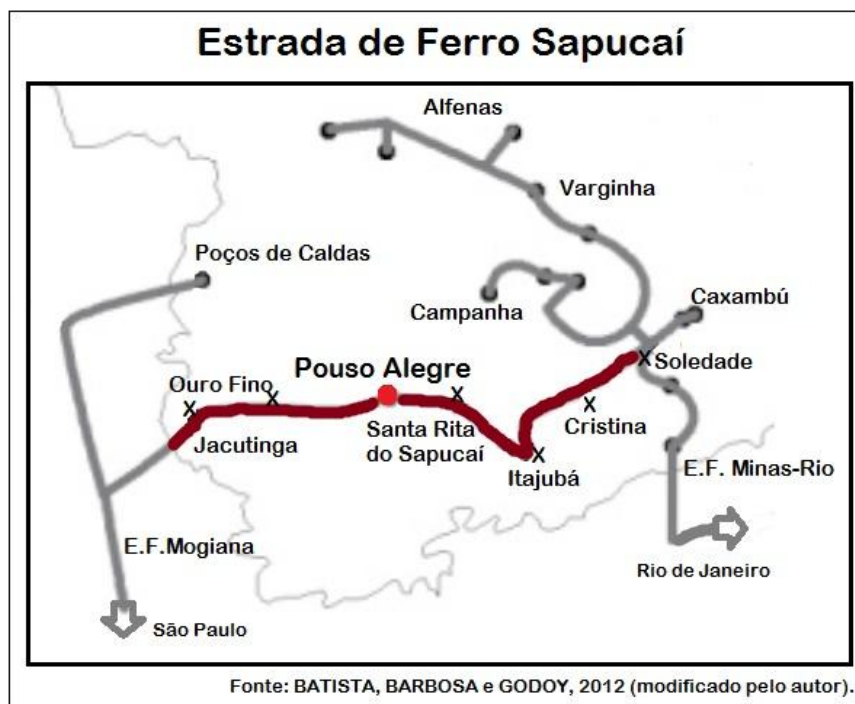 Estrada de Ferro Sapucaí
Alfenas
Varginha
Poços de Caldas
Campanha
Caxambú
Soledade
Pouso Alegre
Ouro Fino
Jacutinga
Santa Rita
do Sapucaí
Cristina
Itajubá
E.F. Minas-Rio
E.F.Mogiana
Rio de Janeiro
São Paulo
Fonte: BATISTA, BARBOSA e GODOY, 2012 (modificado pelo autor).